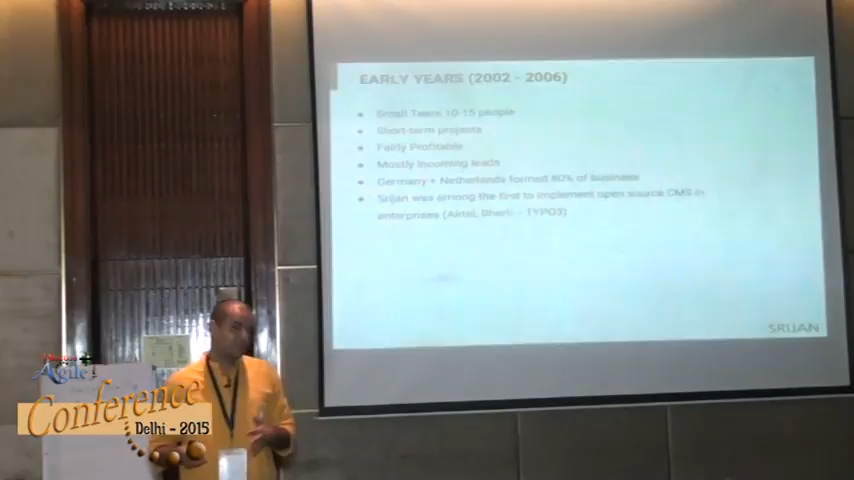 EARLY YEARS (2002 - 2006)
Small Teams 10-15 people
Short-term projects
Fairly Profitable
Mostly incoming leads
Germany + Netherlands formed 80% of business
Srijan was among the first to implement open source CMS in
enterprises (Airtel, Bharti - TYPO3)
SRIJAN
Agile
Conference
Delhi - 2015